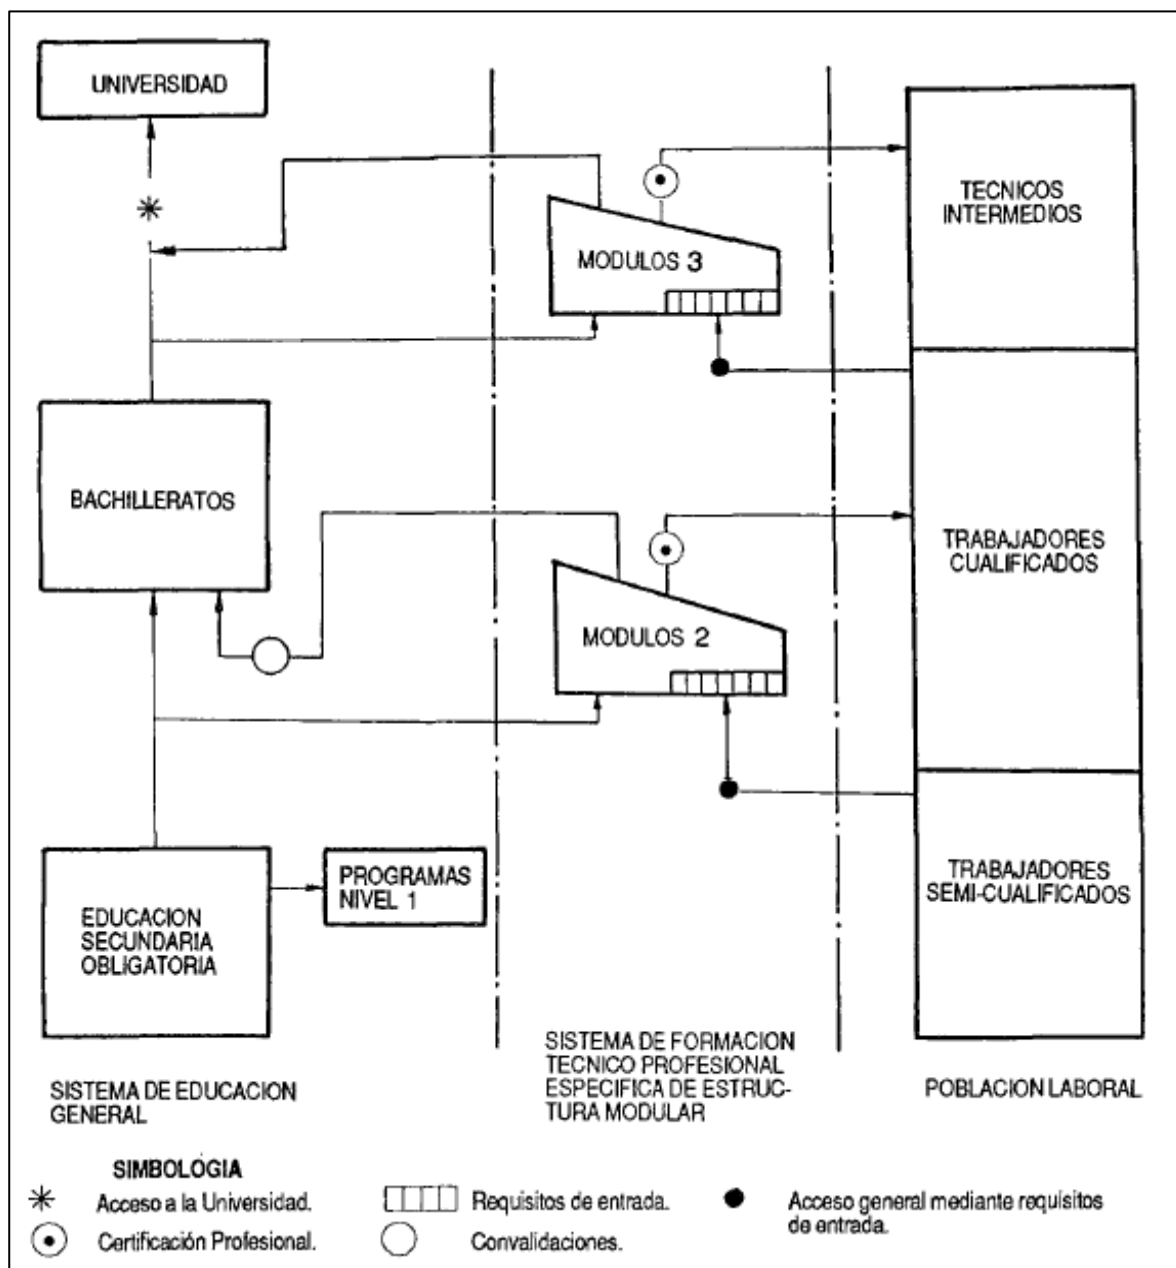 UNIVERSIDAD
TECNICOS
INTERMEDIOS
MODULOS 3
BACHILLERATOS
TRABAJADORES
CUALIFICADOS
MODULOS 2
PROGRAMAS
NIVEL 1
TRABAJADORES
SEMI-CUALIFICADOS
EDUCACION
SECUNDARIA
OBLIGATORIA
SISTEMA DE EDUCACION
GENERAL
SISTEMA DE FORMACION
TECNICO PROFESIONAL
ESPECIFICA DE ESTRUC-
TURA MODULAR
POBLACION LABORAL
SIMBOLOGIA
Acceso a la Universidad.
Requisitos de entrada.
Acceso general mediante requisitos
de entrada.
Certificación Profesional.
Convalidaciones.